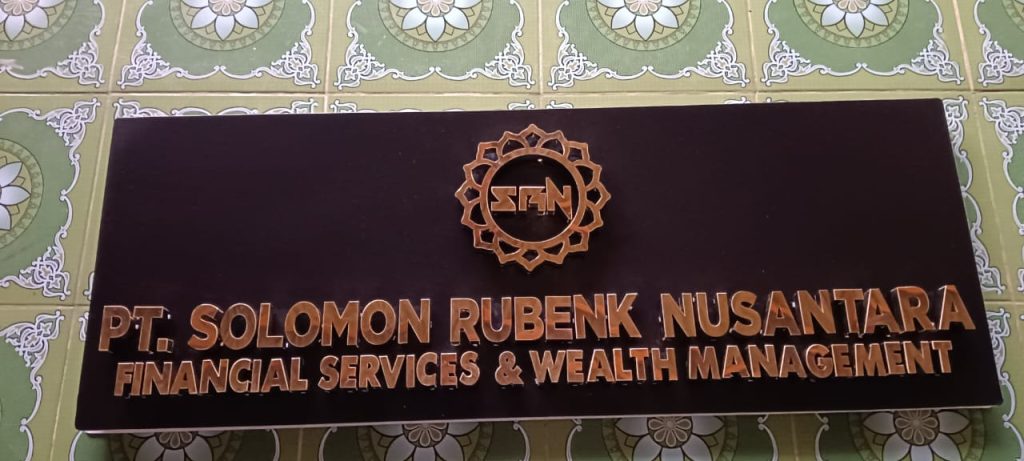 SRN
PT. SOLOMON RUBENK NUSANTARA
FINANCIAL SERVICES & WEALTH MANAGEMENT